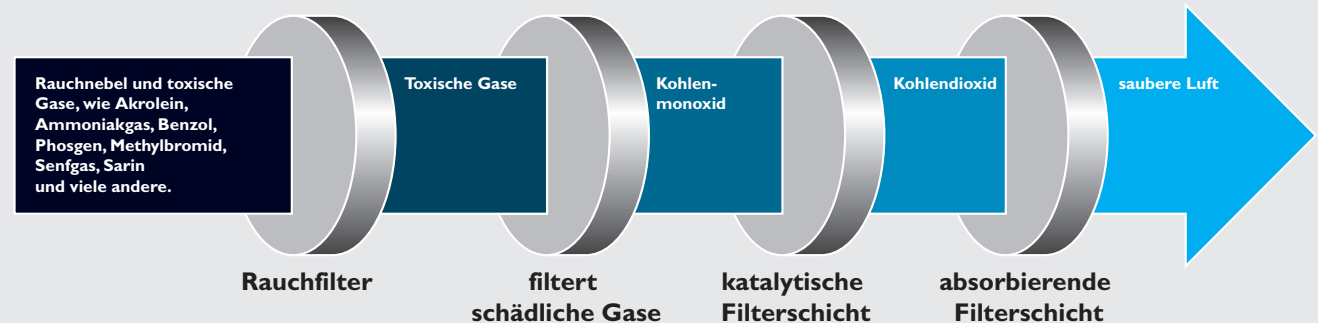 Rauchnebel und toxische
Gase, wie Akrolein,
Ammoniakgas, Benzol,
Phosgen, Methylbromid,
Senfgas, Sarin
und viele andere.
Toxische Gase
Kohlen-
monoxid
Kohlendioxid
saubere Luft
Rauchfilter
filtert
schädliche Gase
katalytische
Filterschicht
absorbierende
Filterschicht